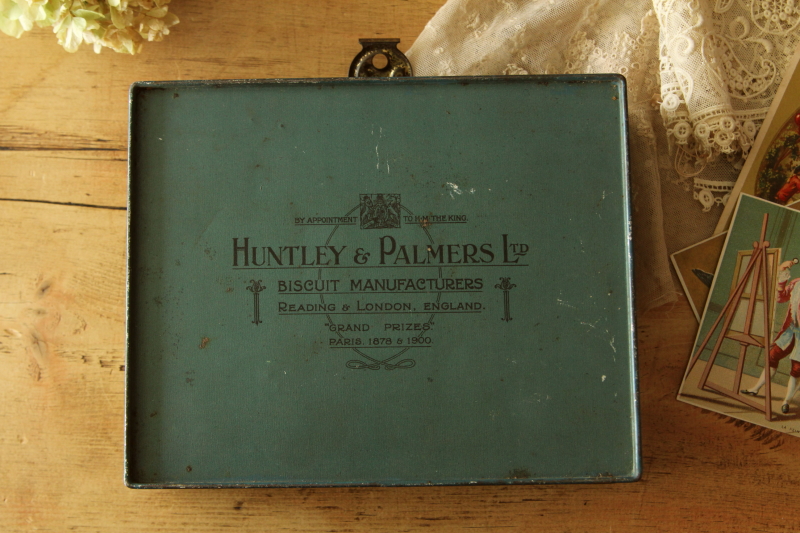 BY APPOINTMENT TO H.M. THE KING.
HUNTLEY & PALMERS LTD
BISCUIT MANUFACTURERS
READING & LONDON, ENGLAND.
"GRAND PRIZES"
PARIS 1878 & 1900